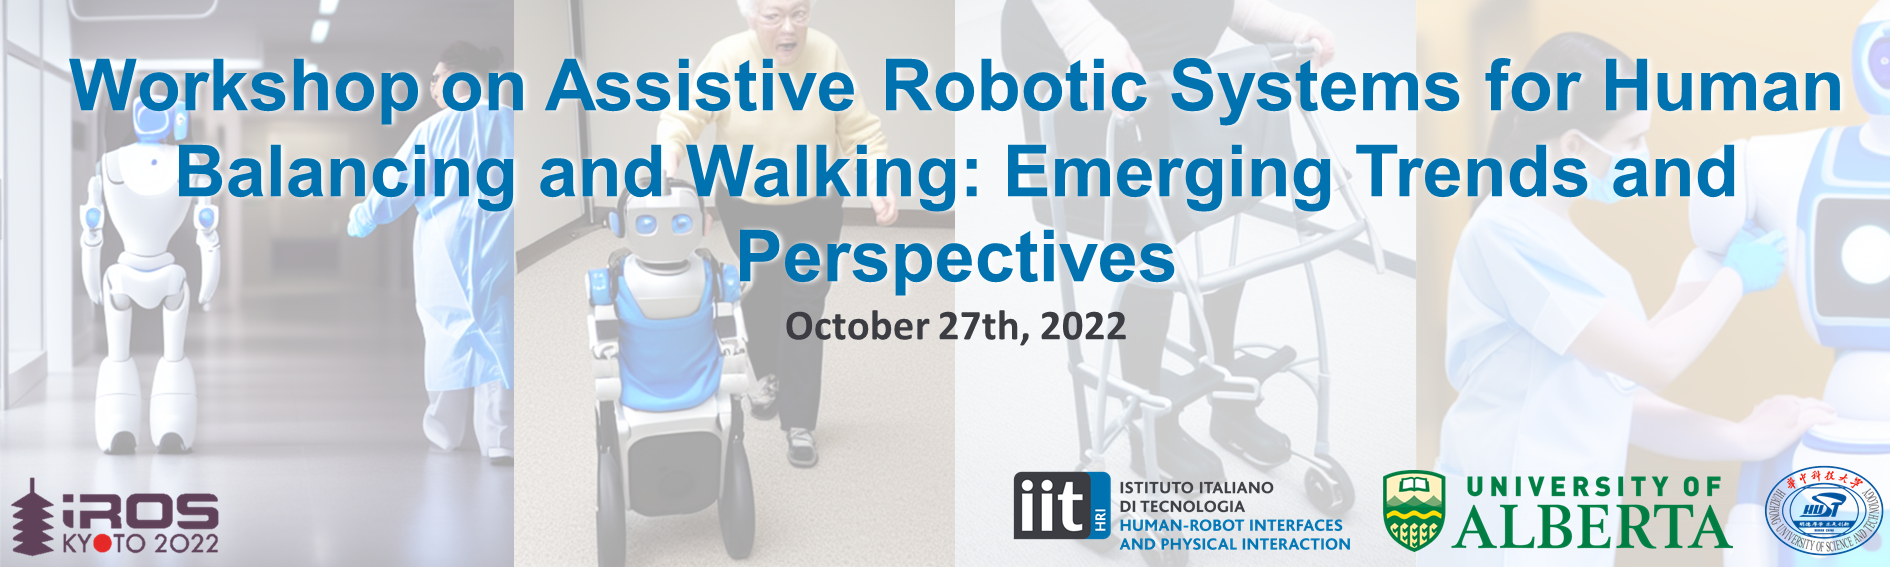 Workshop on Assistive Robotic Systems for Human
Balancing and Walking: Emerging Trends and
Perspectives
October 27th, 2022
iROS
KYOTO 2022
iit
HRI
ISTITUTO ITALIANO
DI TECNOLOGIA
HUMAN-ROBOT INTERFACES
AND PHYSICAL INTERACTION
UNIVERSITY OF
ALBERTA
華中科技大学
HUST
HUAZHONG UNIVERSITY OF SCIENCE AND TECHNOLOGY